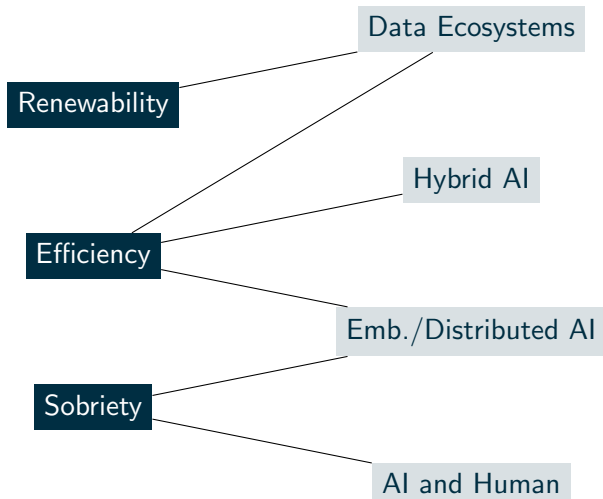 Data Ecosystems
Renewability
Hybrid AI
Efficiency
Emb./Distributed AI
Sobriety
AI and Human